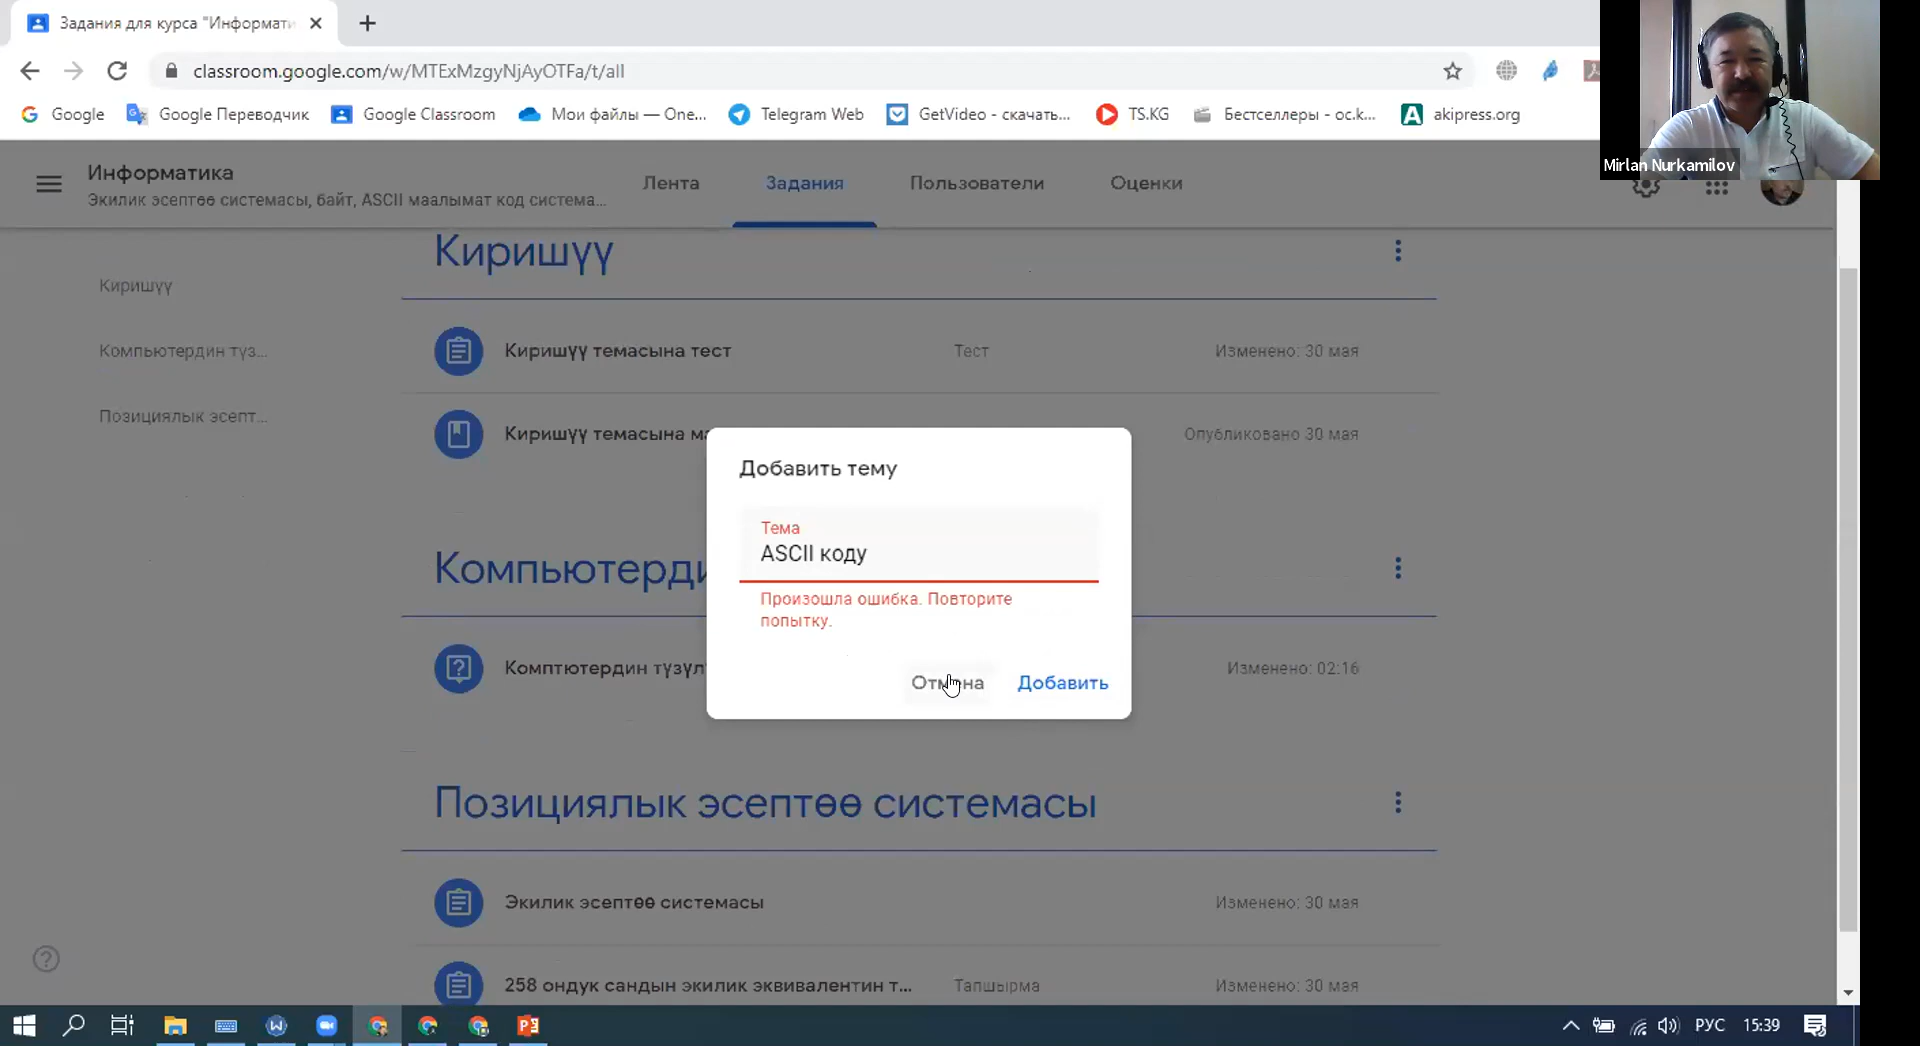 Задания для курса "Информати
classroom.google.com/w/MTExMzgyNjAyOTFa/t/all
Google
Google Переводчик
Google Classroom
Мои файлы — One...
Telegram Web
GetVideo - скачать...
TS.KG
Бестселлеры - oc.k...
akipress.org
Mirlan Nurkamilov
Информатика
Экилик эсептөө системасы, байт, ASCII маалымат код система...
Лента
Задания
Пользователи
Оценки
Киришүү
Компьютердин түз...
Позициялык эсепт...
Киришүү
Киришүү темасына тест
Тест
Изменено: 30 мая
Киришүү темасына ма
Опубликовано 30 мая
Компьютерди
Комптютердин түзүл
Изменено: 02:16
Добавить тему
Тема
ASCII коду
Произошла ошибка. Повторите
попытку.
Отмена
Добавить
Позициялык эсептөө системасы
Экилик эсептөө системасы
Изменено: 30 мая
258 ондук сандын экилик эквивалентин т...
Тапшырма
Изменено: 30 мая
РУС
15:39